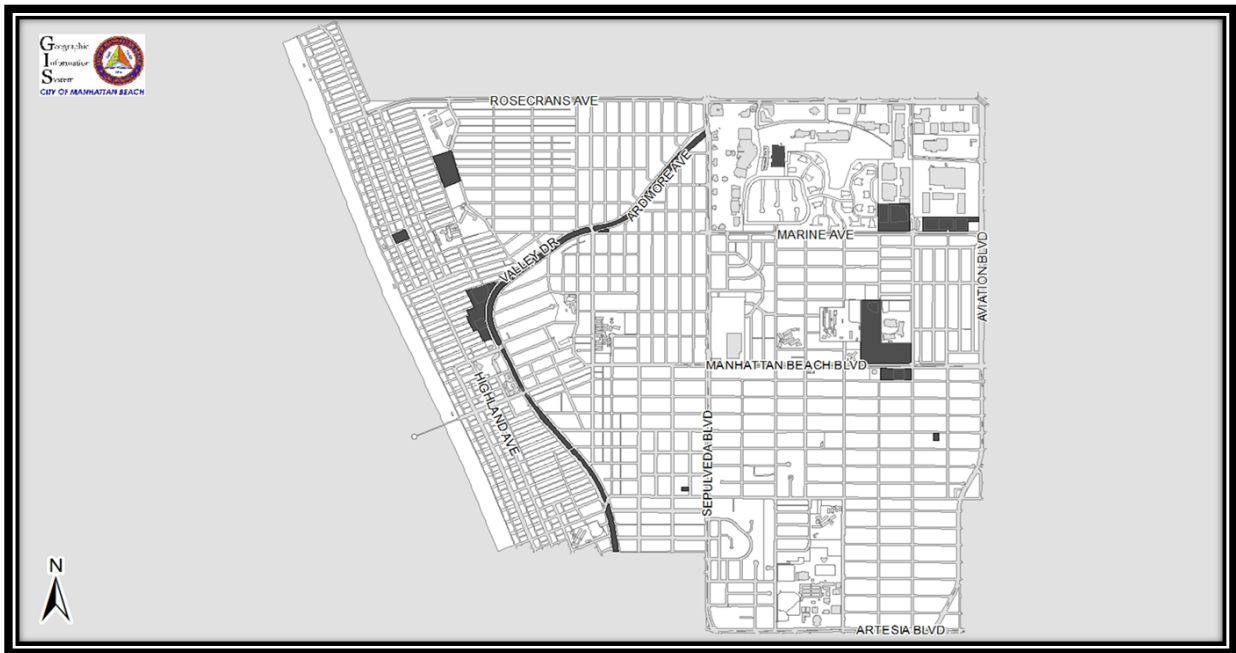 Geographic
Information
System
CITY OF MANHATTAN BEACH
ROSECRANS AVE
ARDMORE AVE
MARINE AVE
VALLEY DR
AVIATION BLVD
MANHATTAN BEACH BLVD
HIGHLAND AVE
SEPULVEDA BLVD
N
ARTESIA BLVD